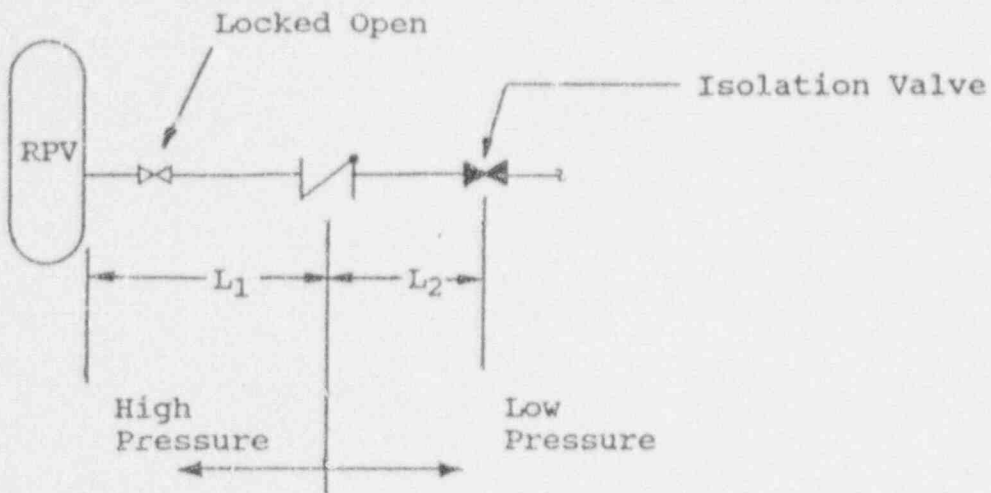 Locked Open
Isolation Valve
RPV
L1
L2
High
Pressure
Low
Pressure